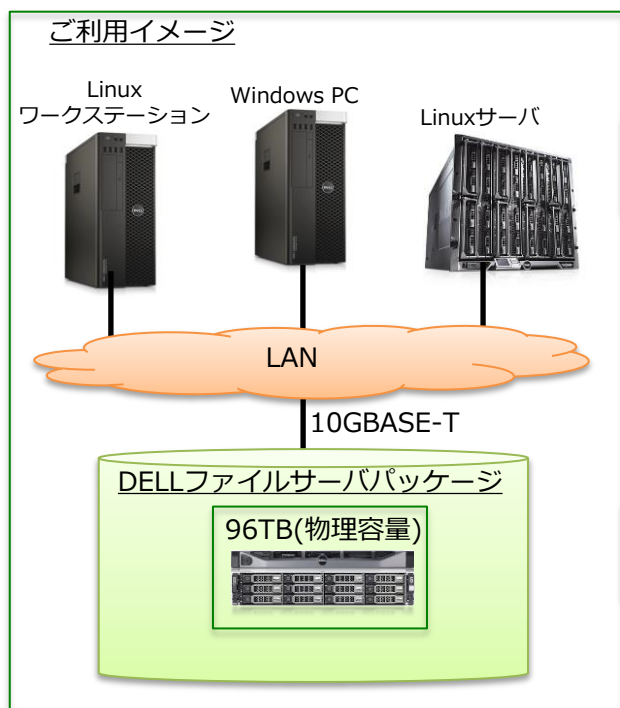 ご利用イメージ
Linux
ワークステーション
Windows PC
Linuxサーバ
LAN
10GBASE-T
DELLファイルサーバパッケージ
96TB(物理容量)